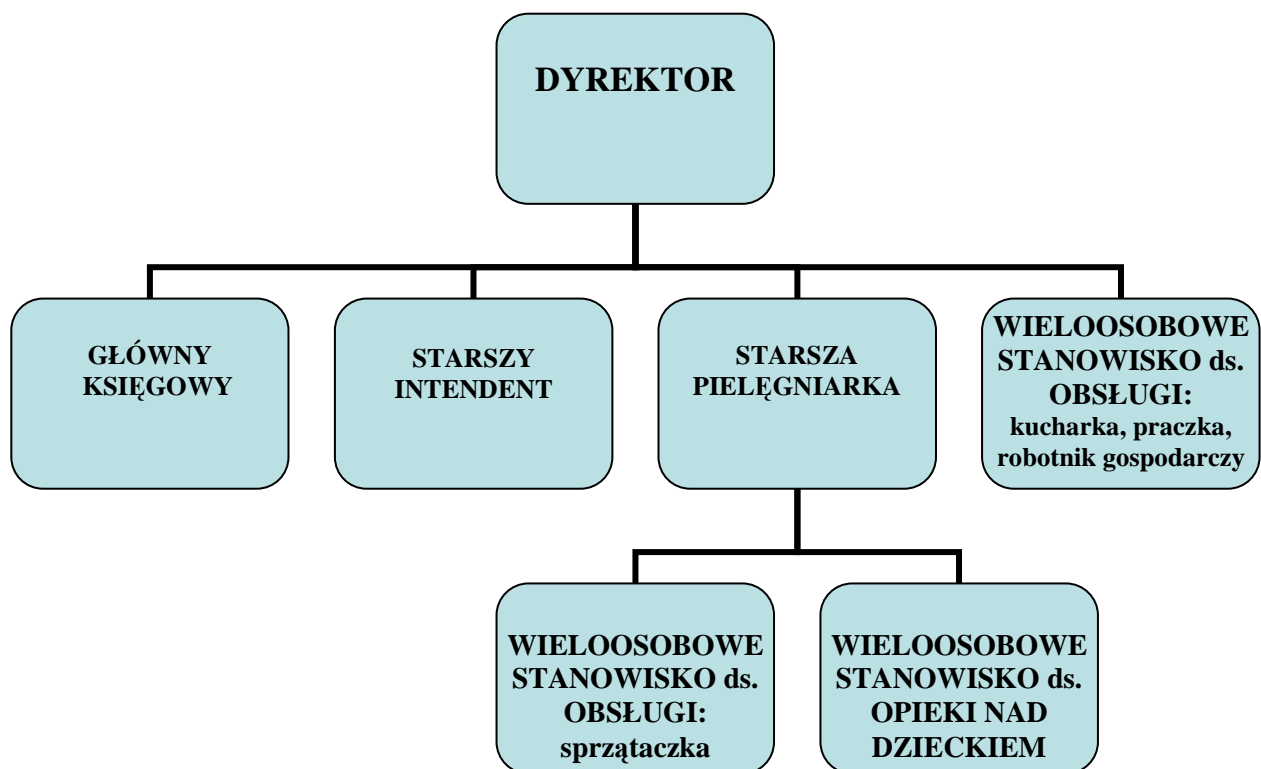 DYREKTOR
GŁÓWNY
KSIĘGOWY
STARSZY
INTENDENT
STARSZA
PIELĘGNIARKA
WIELOOSOBOWE
STANOWISKO ds.
OBSŁUGI:
kucharka, praczka,
robotnik gospodarczy
WIELOOSOBOWE
STANOWISKO ds.
OBSŁUGI:
sprzątaczka
WIELOOSOBOWE
STANOWISKO ds.
OPIEKI NAD
DZIECKIEM